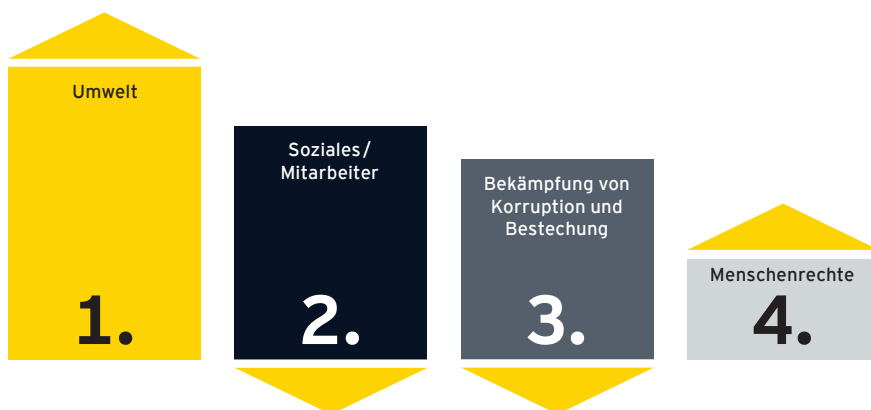 Umwelt
1.
Soziales/
Mitarbeiter
2.
Bekämpfung von
Korruption und
Bestechung
3.
Menschenrechte
4.